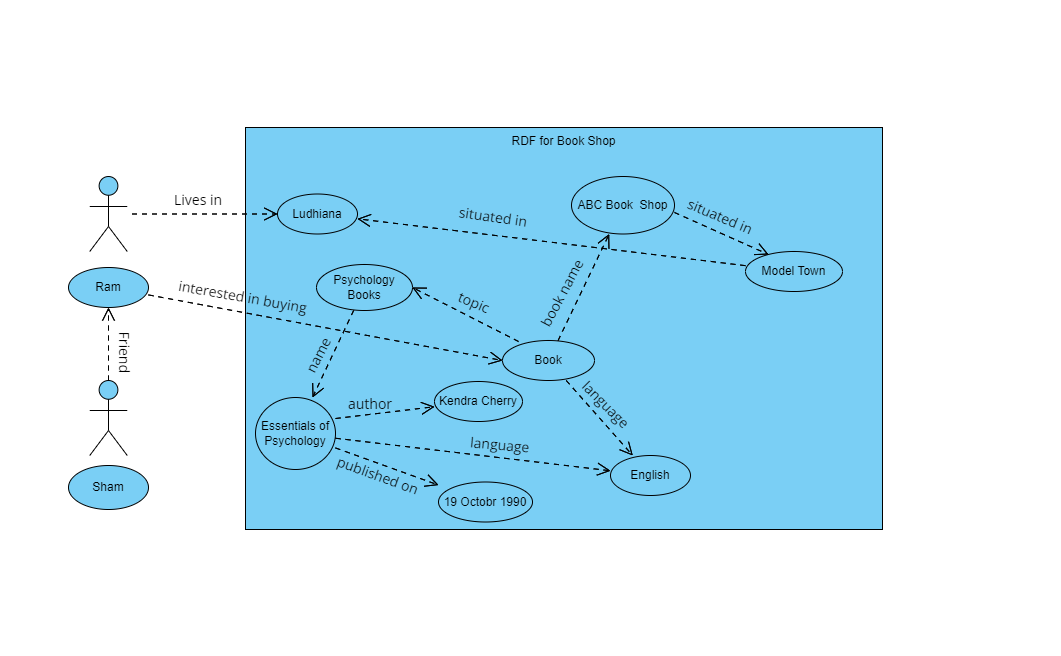 RDF for Book Shop
Lives in
Ludhiana
situated in
ABC Book Shop
situated in
Model Town
Ram
interested in buying
Psychology
Books
topic
book name
Book
Friend
name
language
Essentials of
Psychology
author
Kendra Cherry
language
English
published on
19 Octobr 1990
Sham